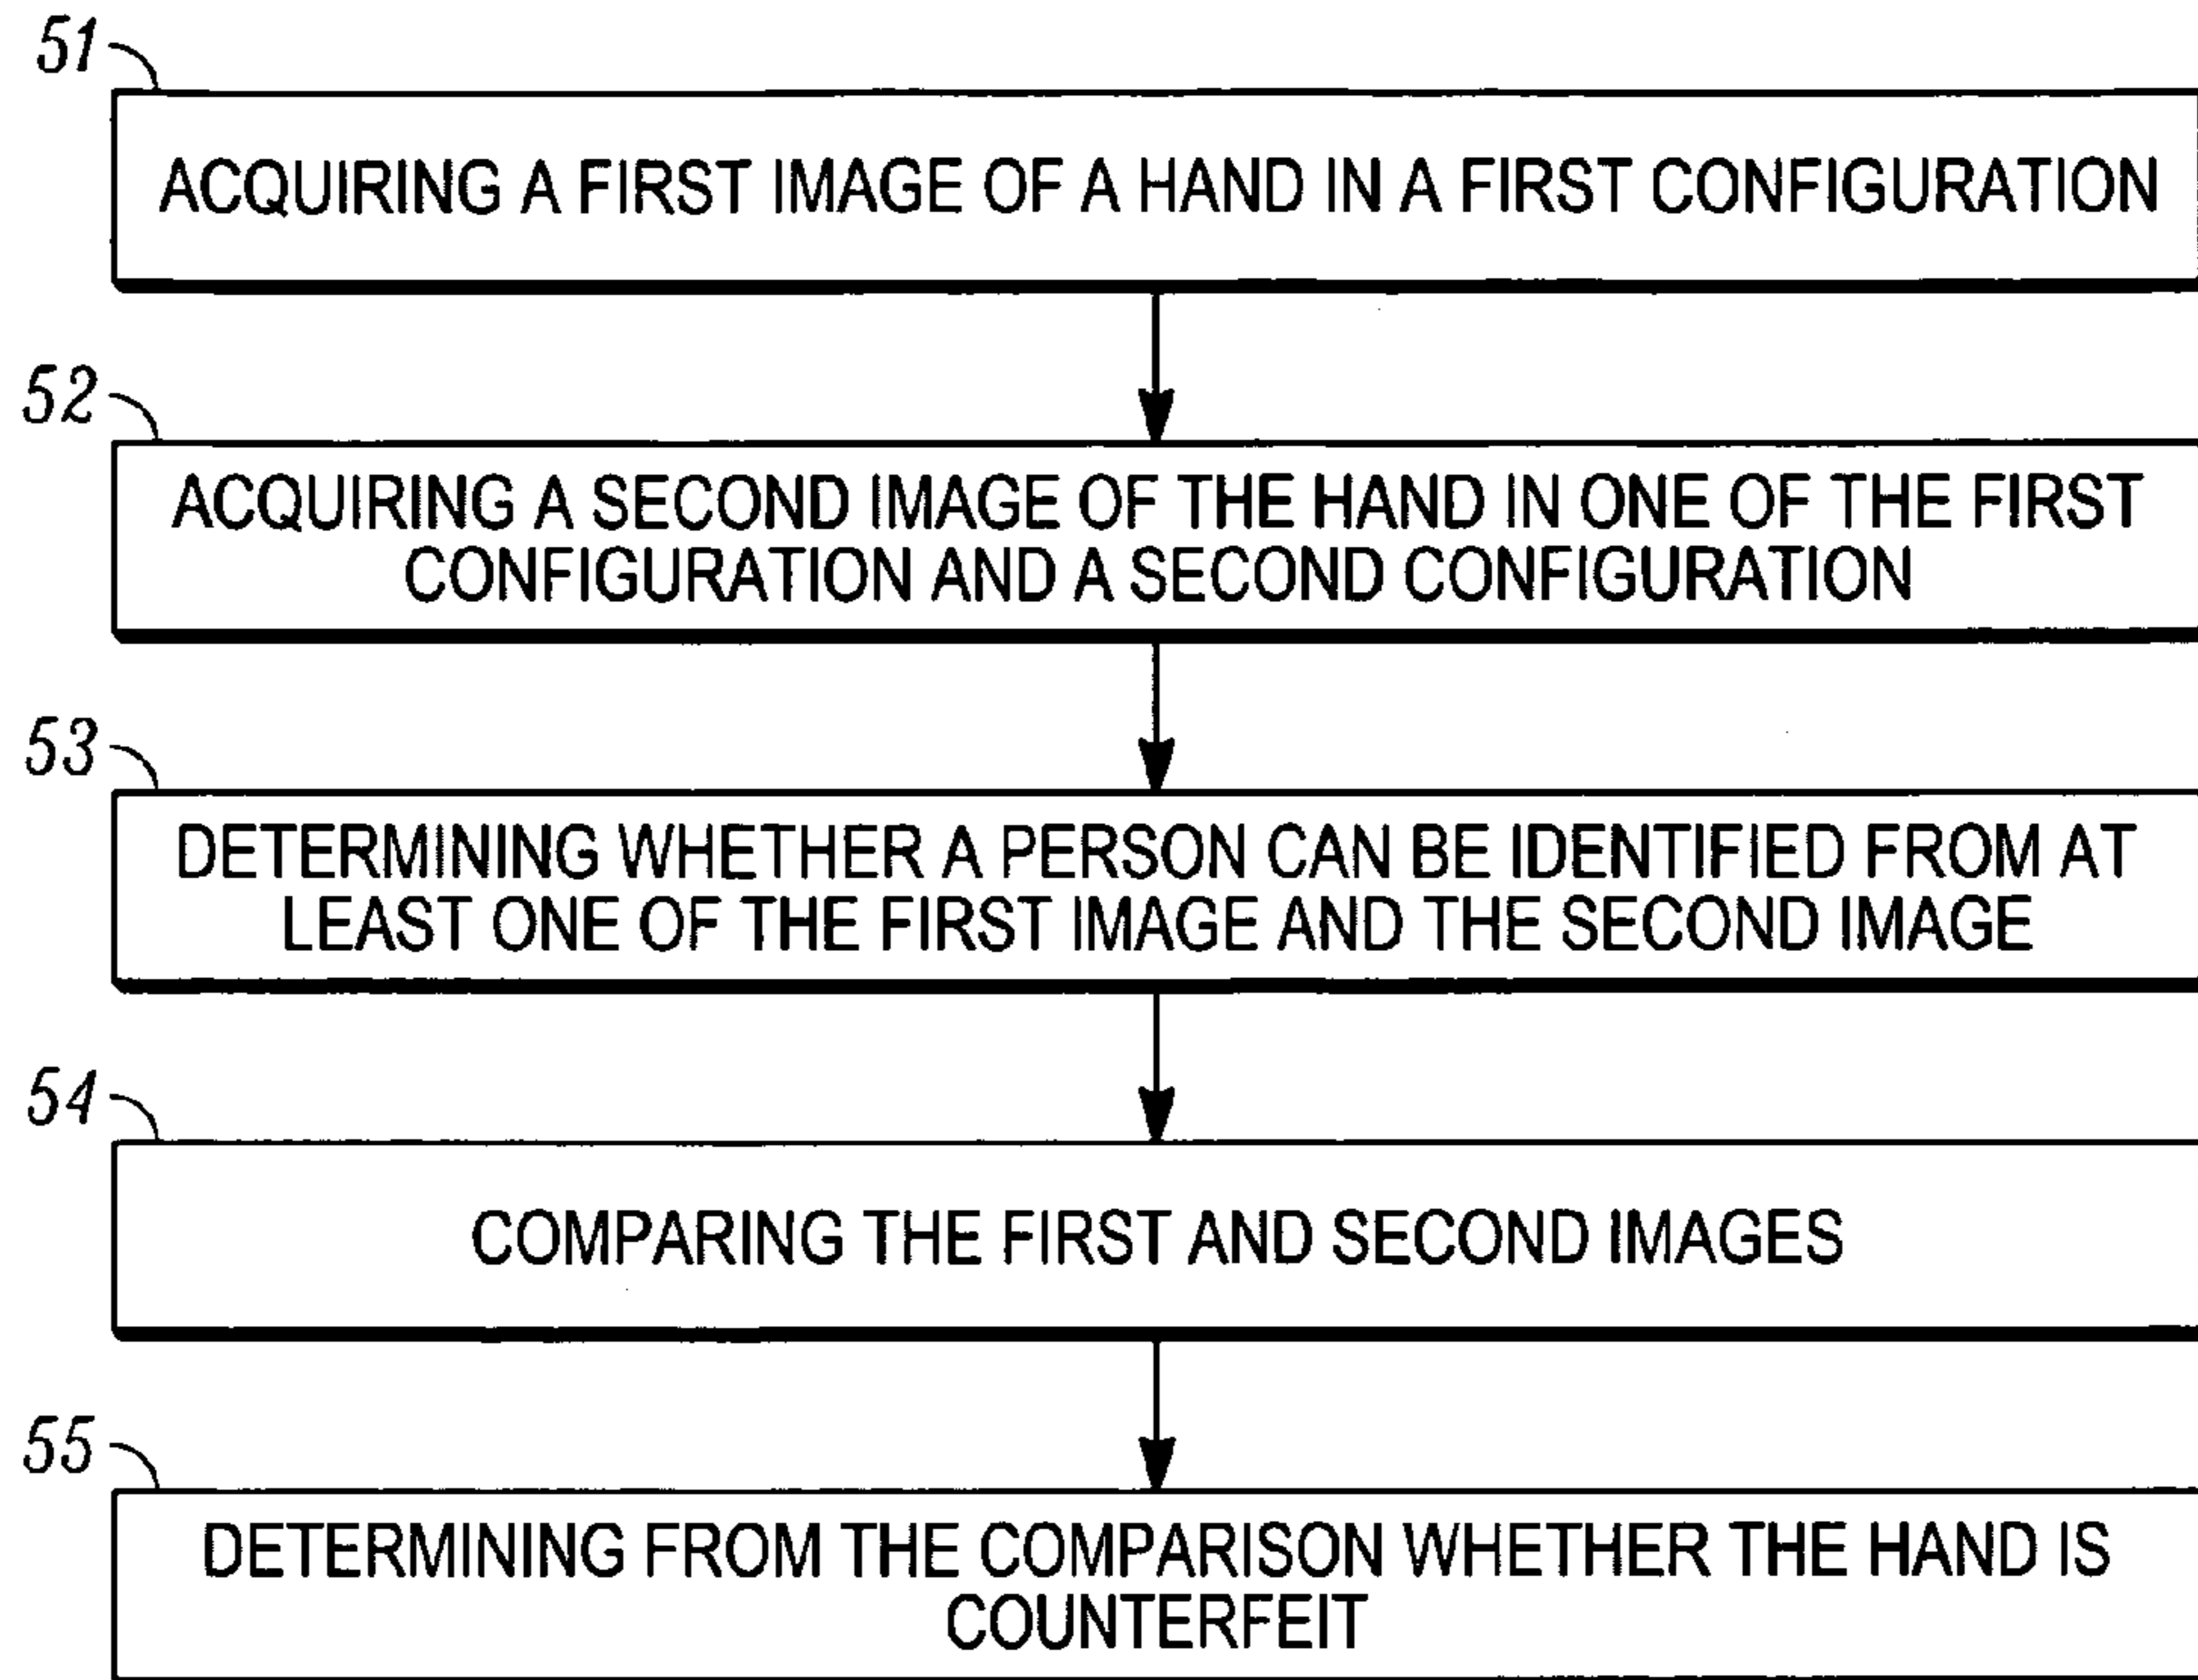 51
ACQUIRING A FIRST IMAGE OF A HAND IN A FIRST CONFIGURATION
52
ACQUIRING A SECOND IMAGE OF THE HAND IN ONE OF THE FIRST
CONFIGURATION AND A SECOND CONFIGURATION
53
DETERMINING WHETHER A PERSON CAN BE IDENTIFIED FROM AT
LEAST ONE OF THE FIRST IMAGE AND THE SECOND IMAGE
54
COMPARING THE FIRST AND SECOND IMAGES
55
DETERMINING FROM THE COMPARISON WHETHER THE HAND IS
COUNTERFEIT